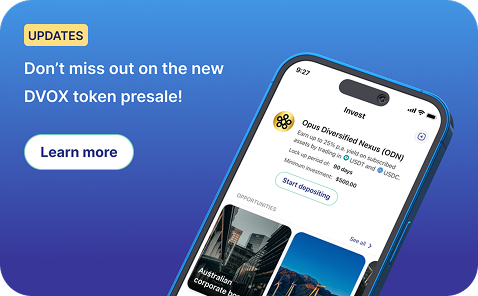 UPDATES
Don’t miss out on the new
DVOX token presale!
Learn more
9:27
Invest
Opus Diversified Nexus (ODN)
Earn up to 25% p.a. yield on subscribed
assets by trading in USDT and USDC.
Lock up period of: 90 days
Minimum investment: $500.00
Start depositing
OPPORTUNITIES
See all
Australian
corporate